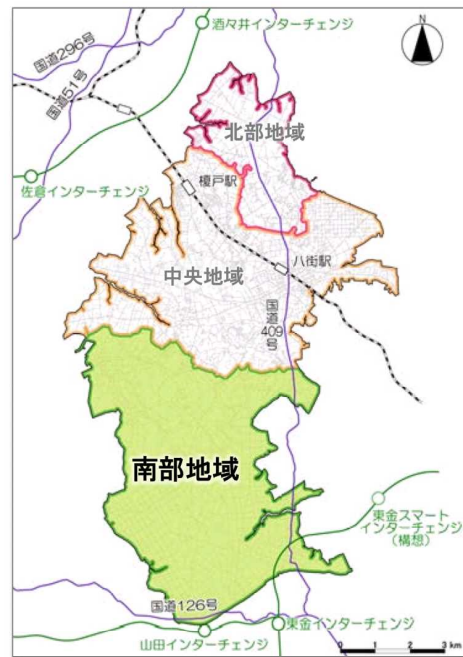 酒々井インターチェンジ
N
国道296号
国道51号
北部地域
榎戸駅
佐倉インターチェンジ
八街駅
中央地域
国道
409
号
南部地域
東金スマート
インターチェンジ
(構想)
国道126号
東金インターチェンジ
山田インターチェンジ
0 1 2 3 km